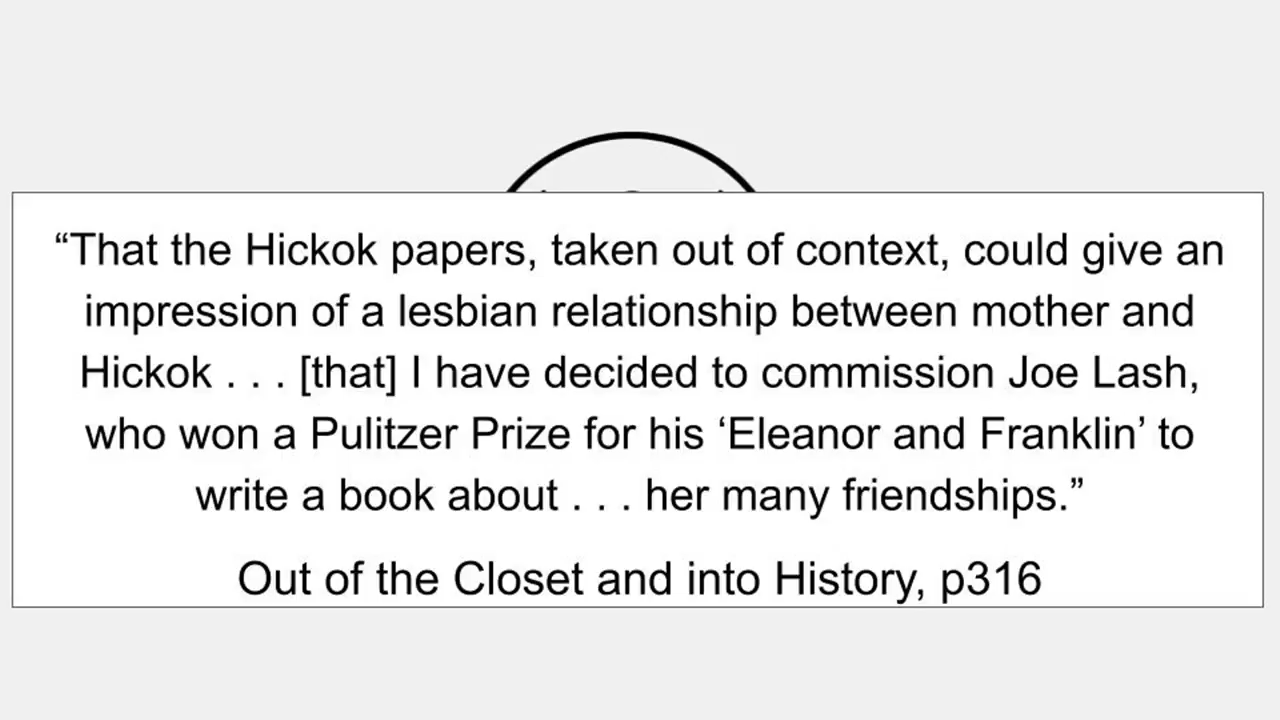 “That the Hickok papers, taken out of context, could give an
impression of a lesbian relationship between mother and
Hickok . . . [that] I have decided to commission Joe Lash,
who won a Pulitzer Prize for his ‘Eleanor and Franklin’ to
write a book about . . . her many friendships.”
Out of the Closet and into History, p316